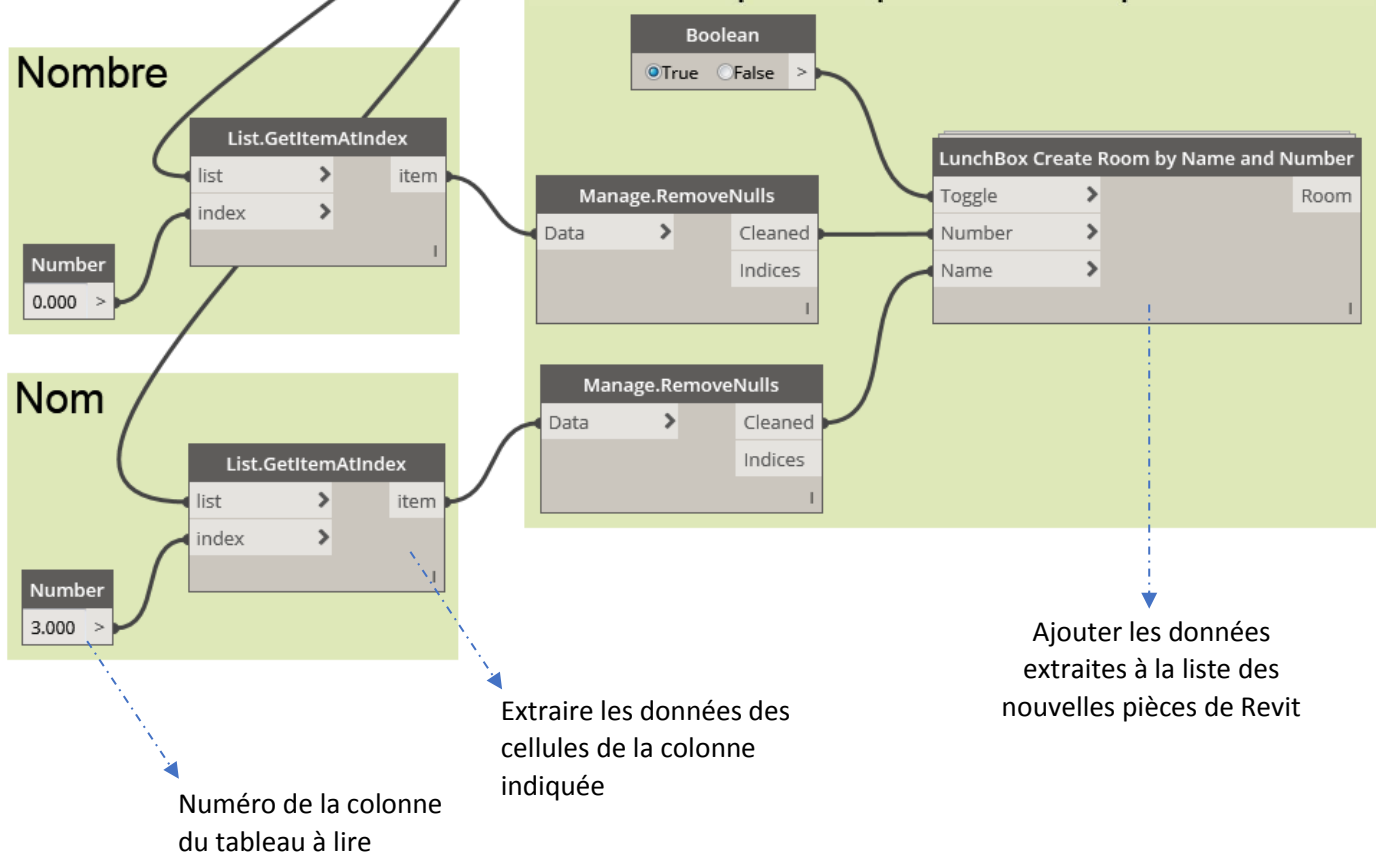 Boolean
True False >
Nombre
List.GetItemAtIndex
list > item
index >
Number
0.000 >
Manage.RemoveNulls
Data > Cleaned
Indices
LunchBox Create Room by Name and Number
Toggle > Room
Number >
Name >
Nom
List.GetItemAtIndex
list > item
index >
Number
3.000 >
Manage.RemoveNulls
Data > Cleaned
Indices
Ajouter les données
extraites à la liste des
nouvelles pièces de Revit
Extraire les données des
cellules de la colonne
indiquée
Numéro de la colonne
du tableau à lire